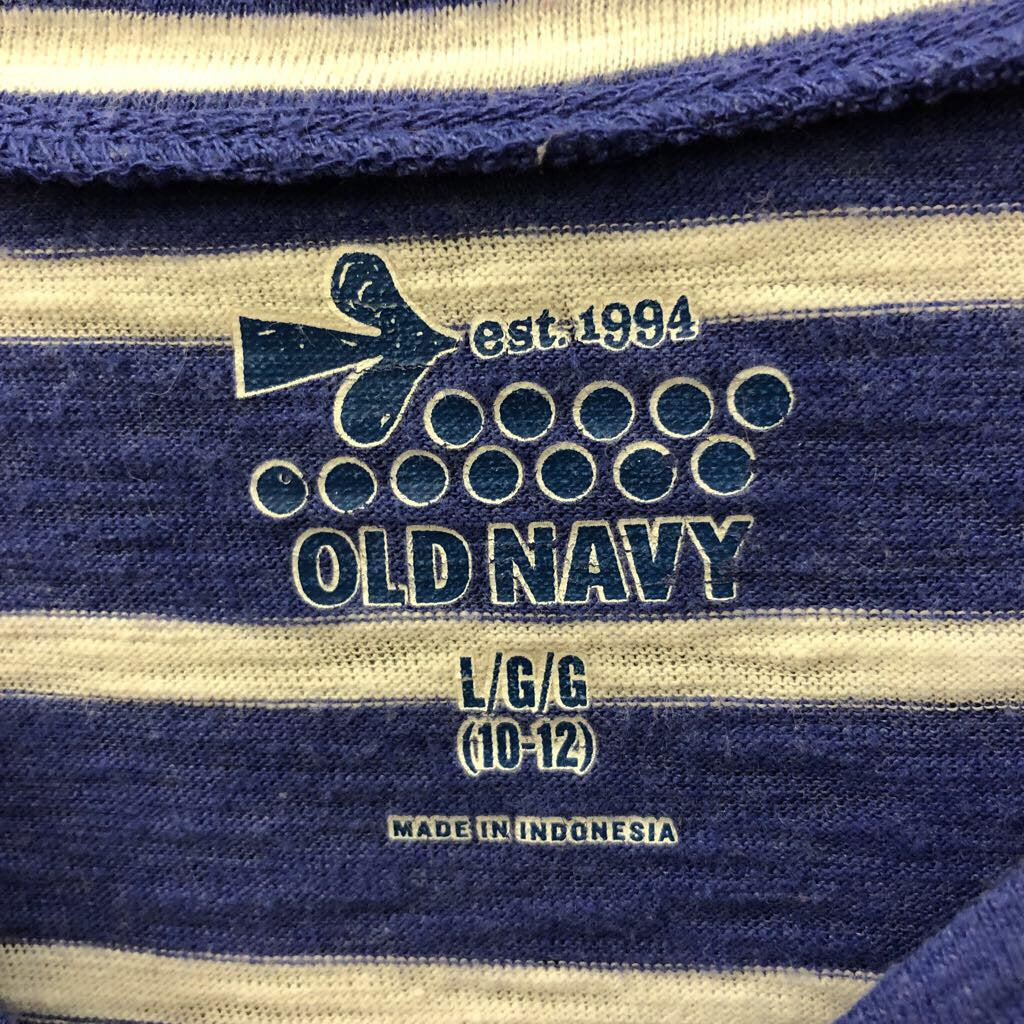 est. 1994
OLD NAVY
L/G/G
(10-12)
MADE IN INDONESIA